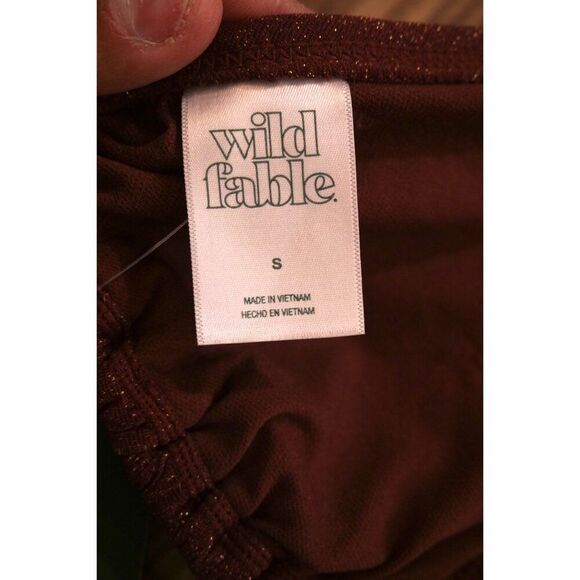 wild
fable.
S
MADE IN VIETNAM
HECHO EN VIETNAM